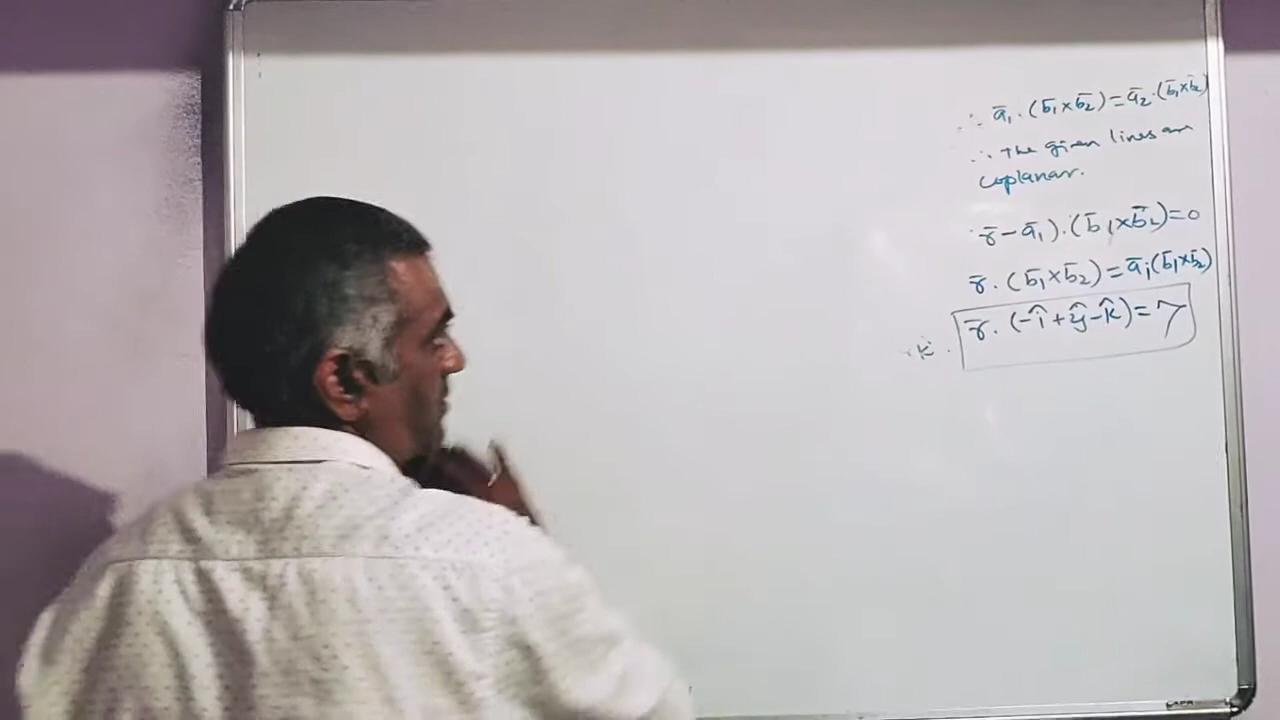 ∴ ā₁ . (b̄₁ × b̄₂) = ā₂ . (b̄₁ × b̄₂)
∴ The given lines are
coplanar.
r̄ − ā₁) . (b̄₁ × b̄₂) = 0
r̄ . (b̄₁ × b̄₂) = ā₁ (b̄₁ × b̄₂)
r̄ . (−î + 2ĵ − k̂) = 7
k̂ .